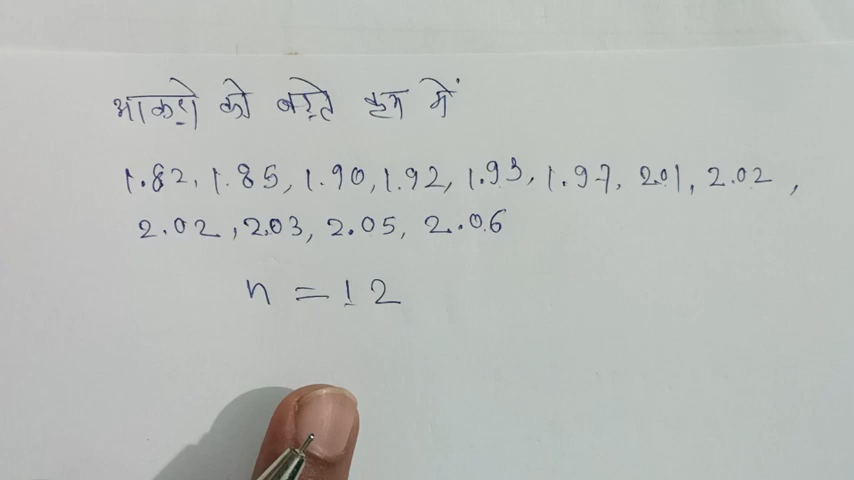 आकडो को बढ़ते क्रम में
1.82, 1.85, 1.90, 1.92, 1.93, 1.97, 2.01, 2.02,
2.02, 2.03, 2.05, 2.06
n = 12